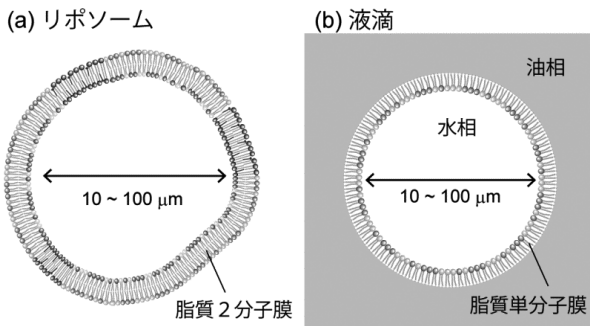 (a) リポソーム
10 ~ 100 μm
脂質２分子膜
(b) 液滴
油相
水相
10 ~ 100 μm
脂質単分子膜